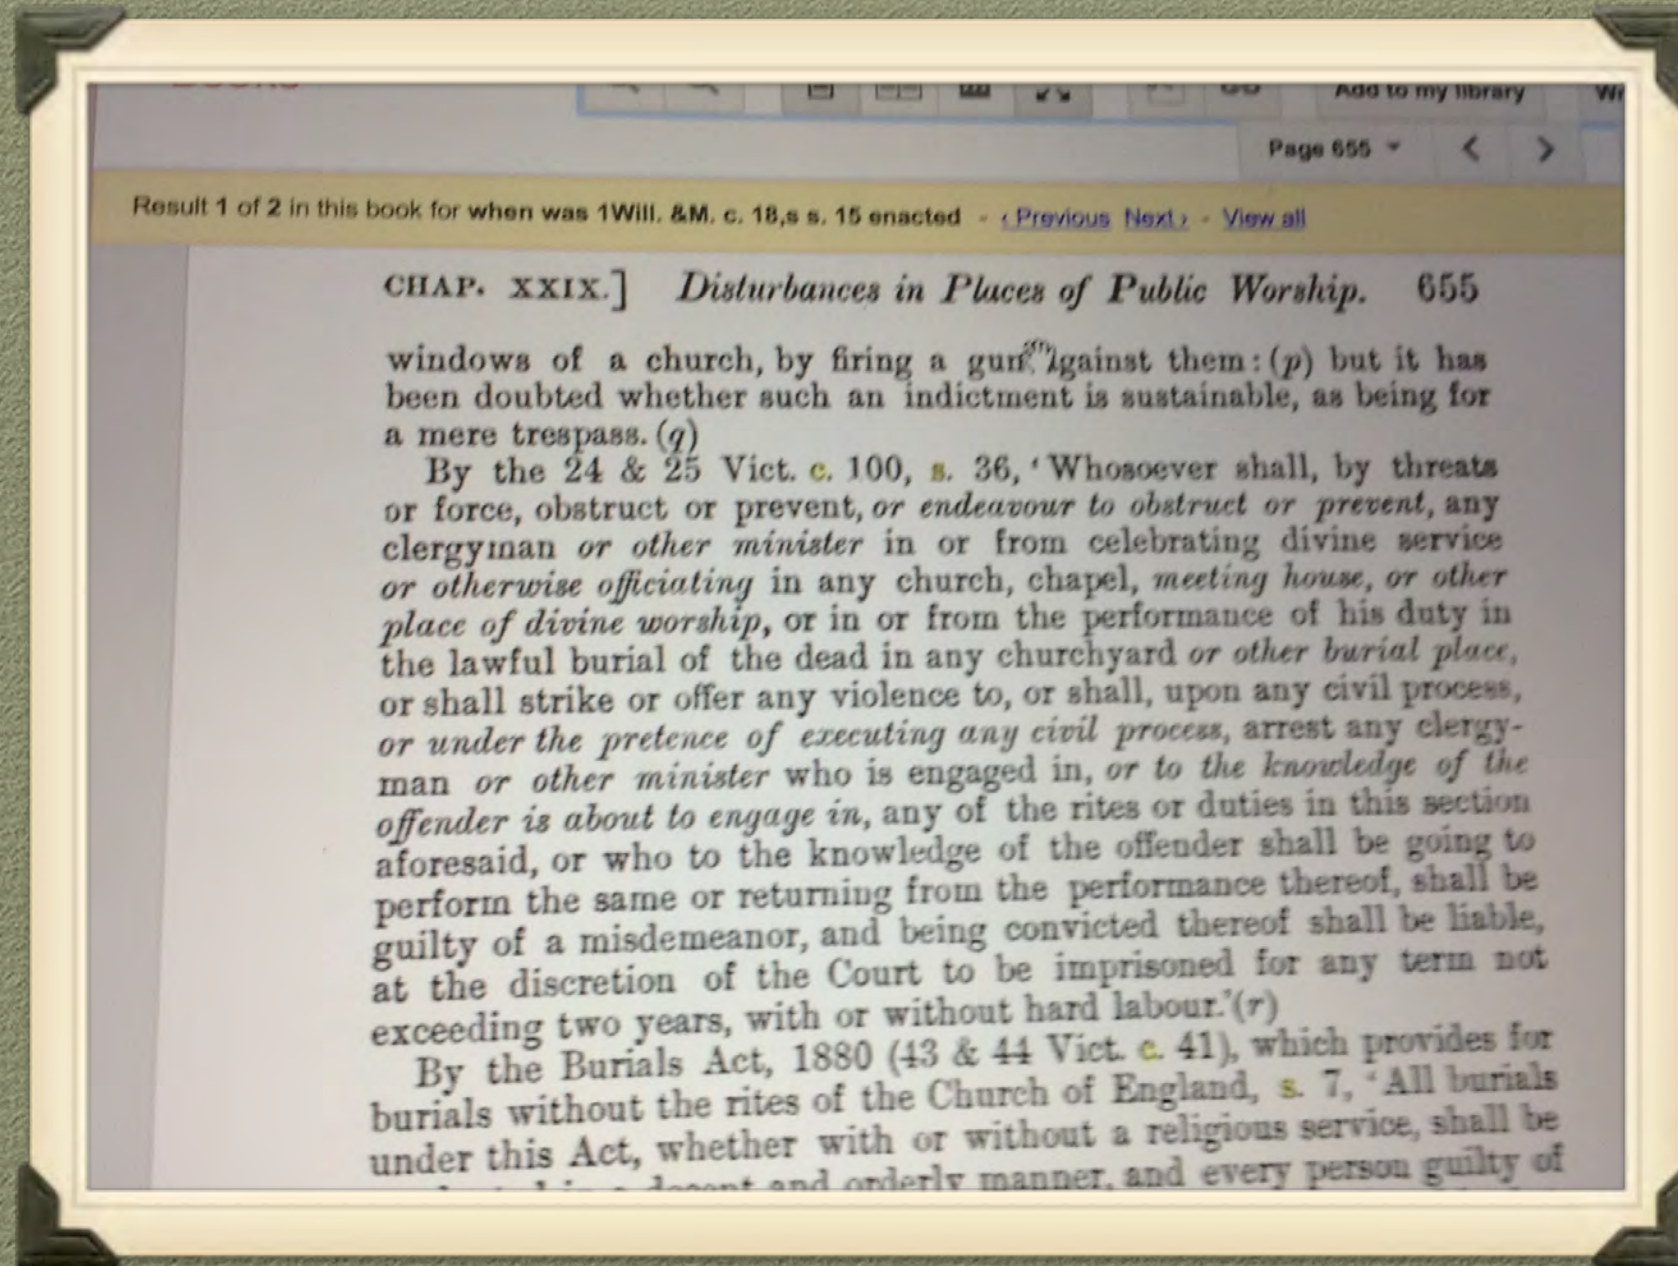 Add to my library
Page 655
Result 1 of 2 in this book for when was 1Will. &M. c. 18,s s. 15 enacted - ‹ Previous Next › - View all
CHAP. XXIX.] Disturbances in Places of Public Worship. 655
windows of a church, by firing a gun against them: (p) but it has
been doubted whether such an indictment is sustainable, as being for
a mere trespass. (q)
By the 24 & 25 Vict. c. 100, s. 36, ‘Whosoever shall, by threats
or force, obstruct or prevent, or endeavour to obstruct or prevent, any
clergyman or other minister in or from celebrating divine service
or otherwise officiating in any church, chapel, meeting house, or other
place of divine worship, or in or from the performance of his duty in
the lawful burial of the dead in any churchyard or other burial place,
or shall strike or offer any violence to, or shall, upon any civil process,
or under the pretence of executing any civil process, arrest any clergy-
man or other minister who is engaged in, or to the knowledge of the
offender is about to engage in, any of the rites or duties in this section
aforesaid, or who to the knowledge of the offender shall be going to
perform the same or returning from the performance thereof, shall be
guilty of a misdemeanor, and being convicted thereof shall be liable,
at the discretion of the Court to be imprisoned for any term not
exceeding two years, with or without hard labour.’(r)
By the Burials Act, 1880 (43 & 44 Vict. c. 41), which provides for
burials without the rites of the Church of England, s. 7, ‘All burials
under this Act, whether with or without a religious service, shall be
decent and orderly manner, and every person guilty of